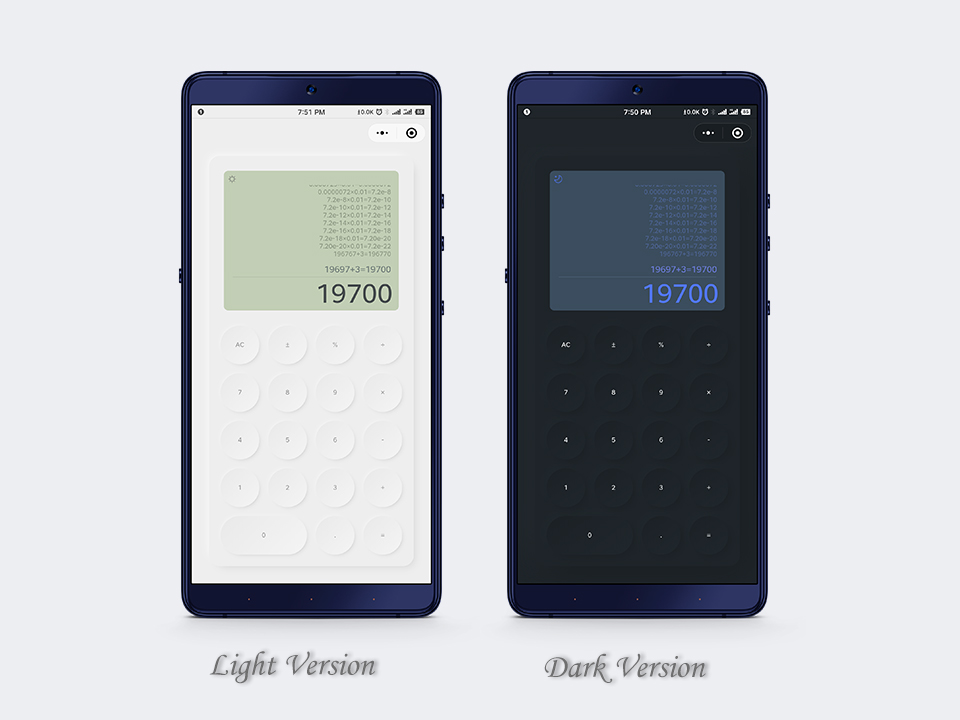 7:51 PM
0.0K
85
0.0000072×0.01=7.2e-8
7.2e-8×0.01=7.2e-10
7.2e-10×0.01=7.2e-12
7.2e-12×0.01=7.2e-14
7.2e-14×0.01=7.2e-16
7.2e-16×0.01=7.2e-18
7.2e-18×0.01=7.20e-20
7.20e-20×0.01=7.2e-22
196767+3=196770
19697+3=19700
19700
AC ± %
7 8 9 ×
4 5 6 -
1 2 3 +
0 . =
Light Version
7:50 PM
0.0K
85
0.0000072×0.01=7.2e-8
7.2e-8×0.01=7.2e-10
7.2e-10×0.01=7.2e-12
7.2e-12×0.01=7.2e-14
7.2e-14×0.01=7.2e-16
7.2e-16×0.01=7.2e-18
7.2e-18×0.01=7.20e-20
7.20e-20×0.01=7.2e-22
196767+3=196770
19697+3=19700
19700
AC ± % ÷
7 8 9 ×
4 5 6 -
1 2 3 +
0 . =
Dark Version